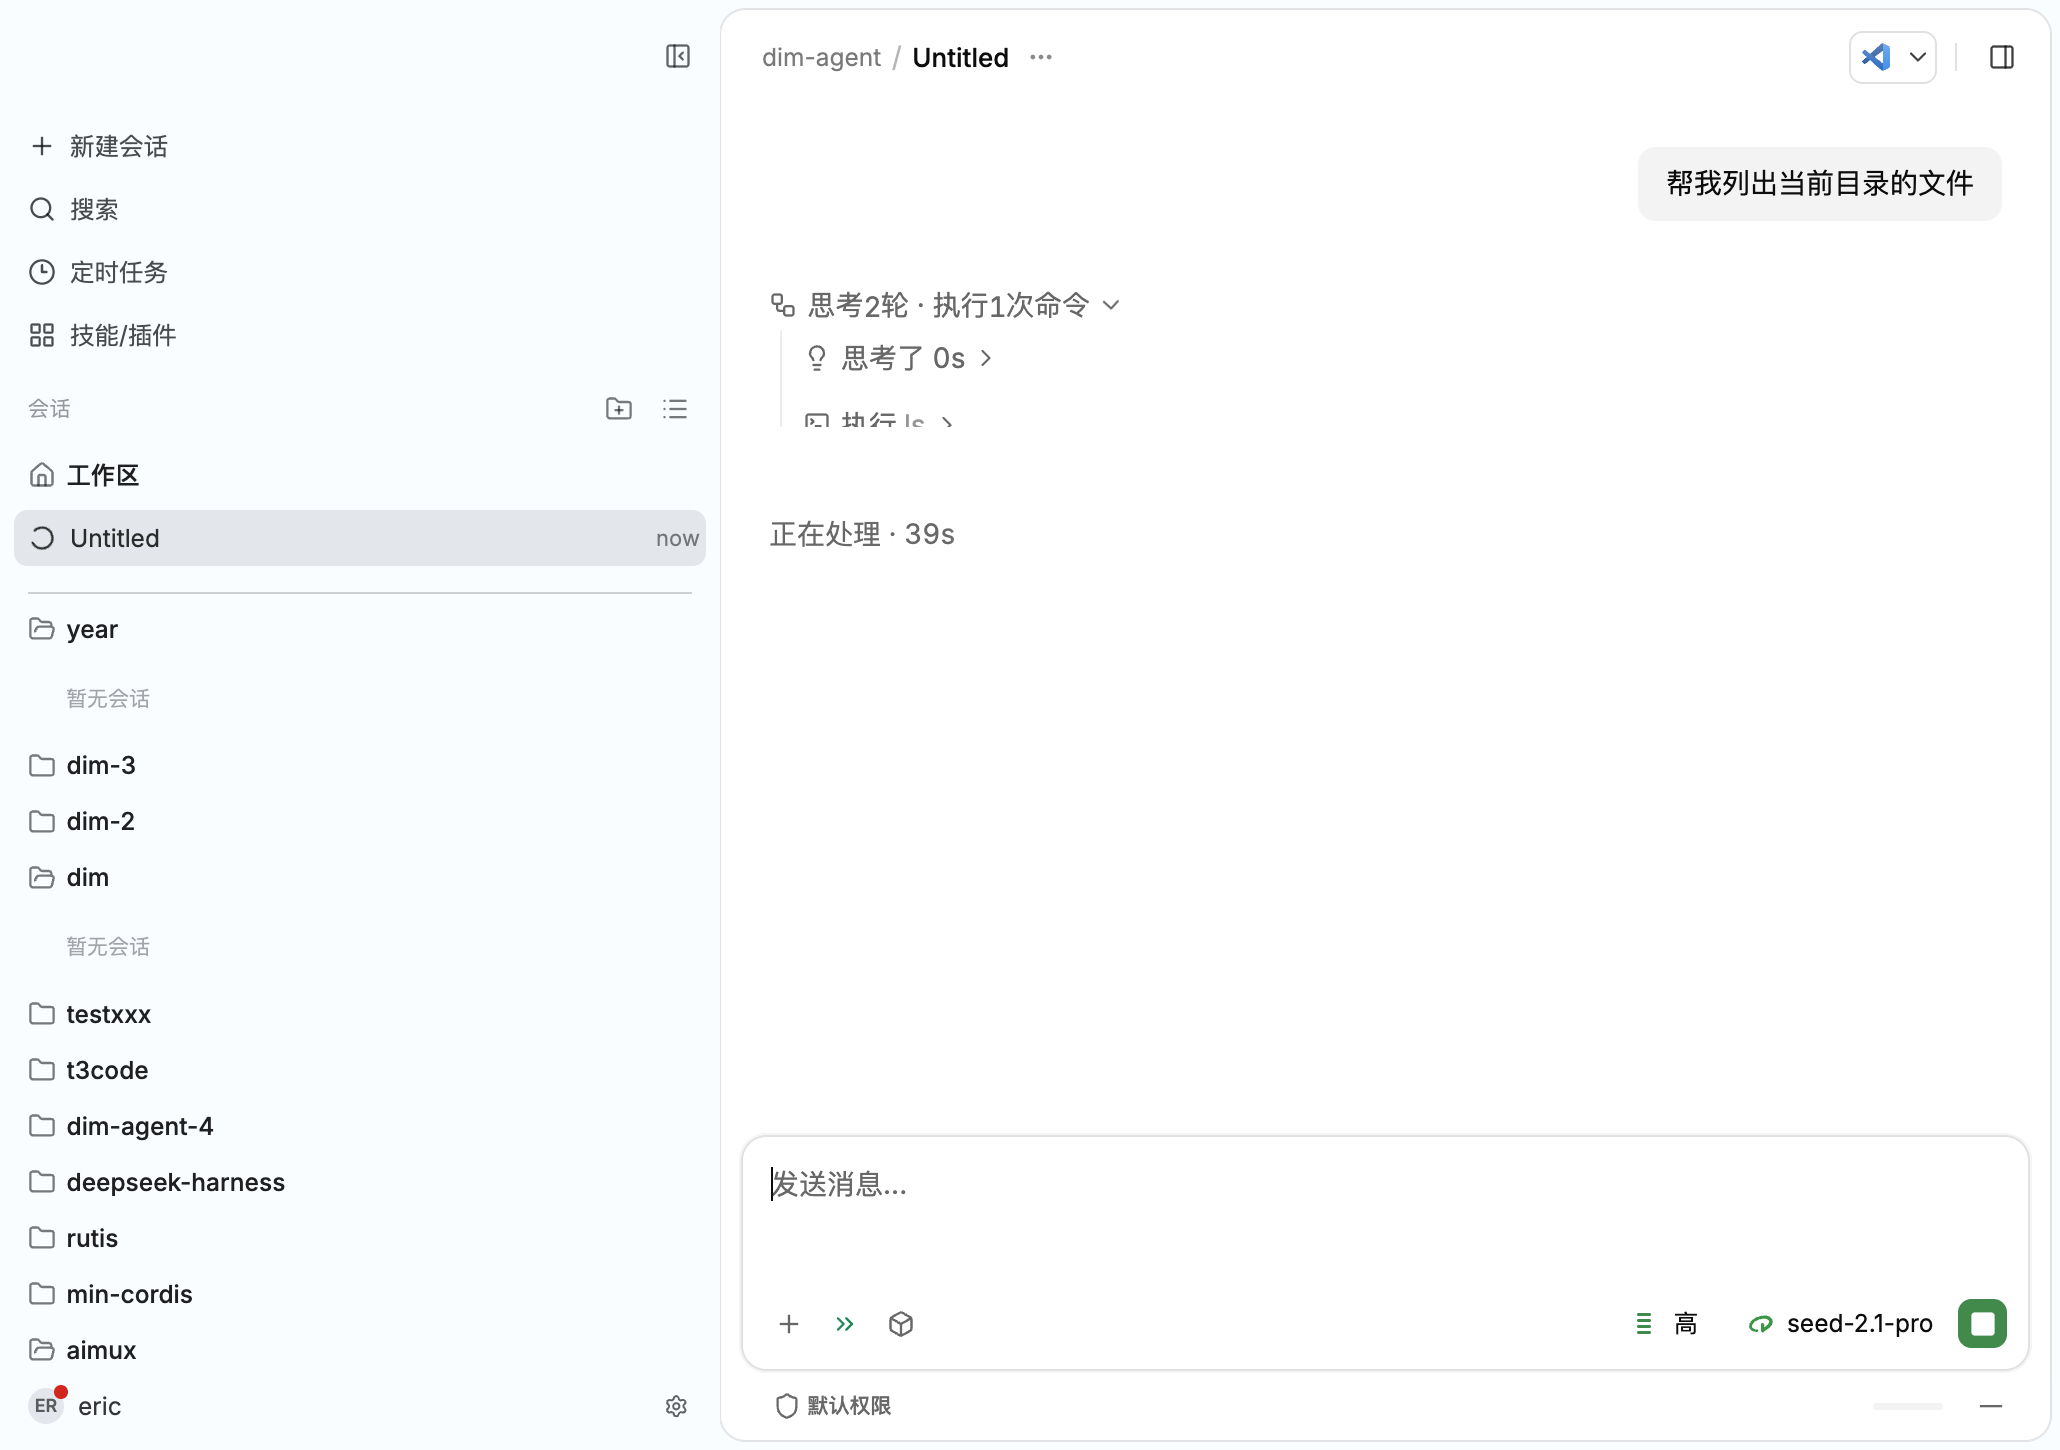 新建会话
搜索
定时任务
技能/插件
会话
工作区
Untitled now
year
暂无会话
dim-3
dim-2
dim
暂无会话
testxxx
t3code
dim-agent-4
deepseek-harness
rutis
min-cordis
aimux
ER eric
dim-agent / Untitled ···
帮我列出当前目录的文件
思考2轮 · 执行1次命令
思考了 0s
执行 ls
正在处理 · 39s
发送消息...
高 seed-2.1-pro
默认权限